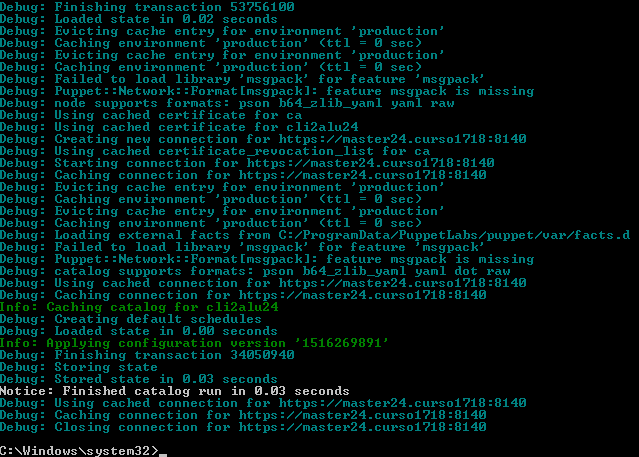 Debug: Finishing transaction 53756100
Debug: Loaded state in 0.02 seconds
Debug: Evicting cache entry for environment 'production'
Debug: Caching environment 'production' (ttl = 0 sec)
Debug: Evicting cache entry for environment 'production'
Debug: Caching environment 'production' (ttl = 0 sec)
Debug: Failed to load library 'msgpack' for feature 'msgpack'
Debug: Puppet::Network::Format[msgpack]: feature msgpack is missing
Debug: node supports formats: pson b64_zlib_yaml yaml raw
Debug: Using cached certificate for ca
Debug: Using cached certificate for cli2alu24
Debug: Creating new connection for https://master24.curso1718:8140
Debug: Using cached certificate_revocation_list for ca
Debug: Starting connection for https://master24.curso1718:8140
Debug: Caching connection for https://master24.curso1718:8140
Debug: Evicting cache entry for environment 'production'
Debug: Caching environment 'production' (ttl = 0 sec)
Debug: Evicting cache entry for environment 'production'
Debug: Caching environment 'production' (ttl = 0 sec)
Debug: Loading external facts from C:/ProgramData/PuppetLabs/puppet/var/facts.d
Debug: Failed to load library 'msgpack' for feature 'msgpack'
Debug: Puppet::Network::Format[msgpack]: feature msgpack is missing
Debug: catalog supports formats: pson b64_zlib_yaml yaml dot raw
Debug: Using cached connection for https://master24.curso1718:8140
Debug: Caching connection for https://master24.curso1718:8140
Info: Caching catalog for cli2alu24
Debug: Creating default schedules
Debug: Loaded state in 0.00 seconds
Info: Applying configuration version '1516269891'
Debug: Finishing transaction 34050940
Debug: Storing state
Debug: Stored state in 0.03 seconds
Notice: Finished catalog run in 0.03 seconds
Debug: Using cached connection for https://master24.curso1718:8140
Debug: Caching connection for https://master24.curso1718:8140
Debug: Closing connection for https://master24.curso1718:8140
C:\Windows\system32>_